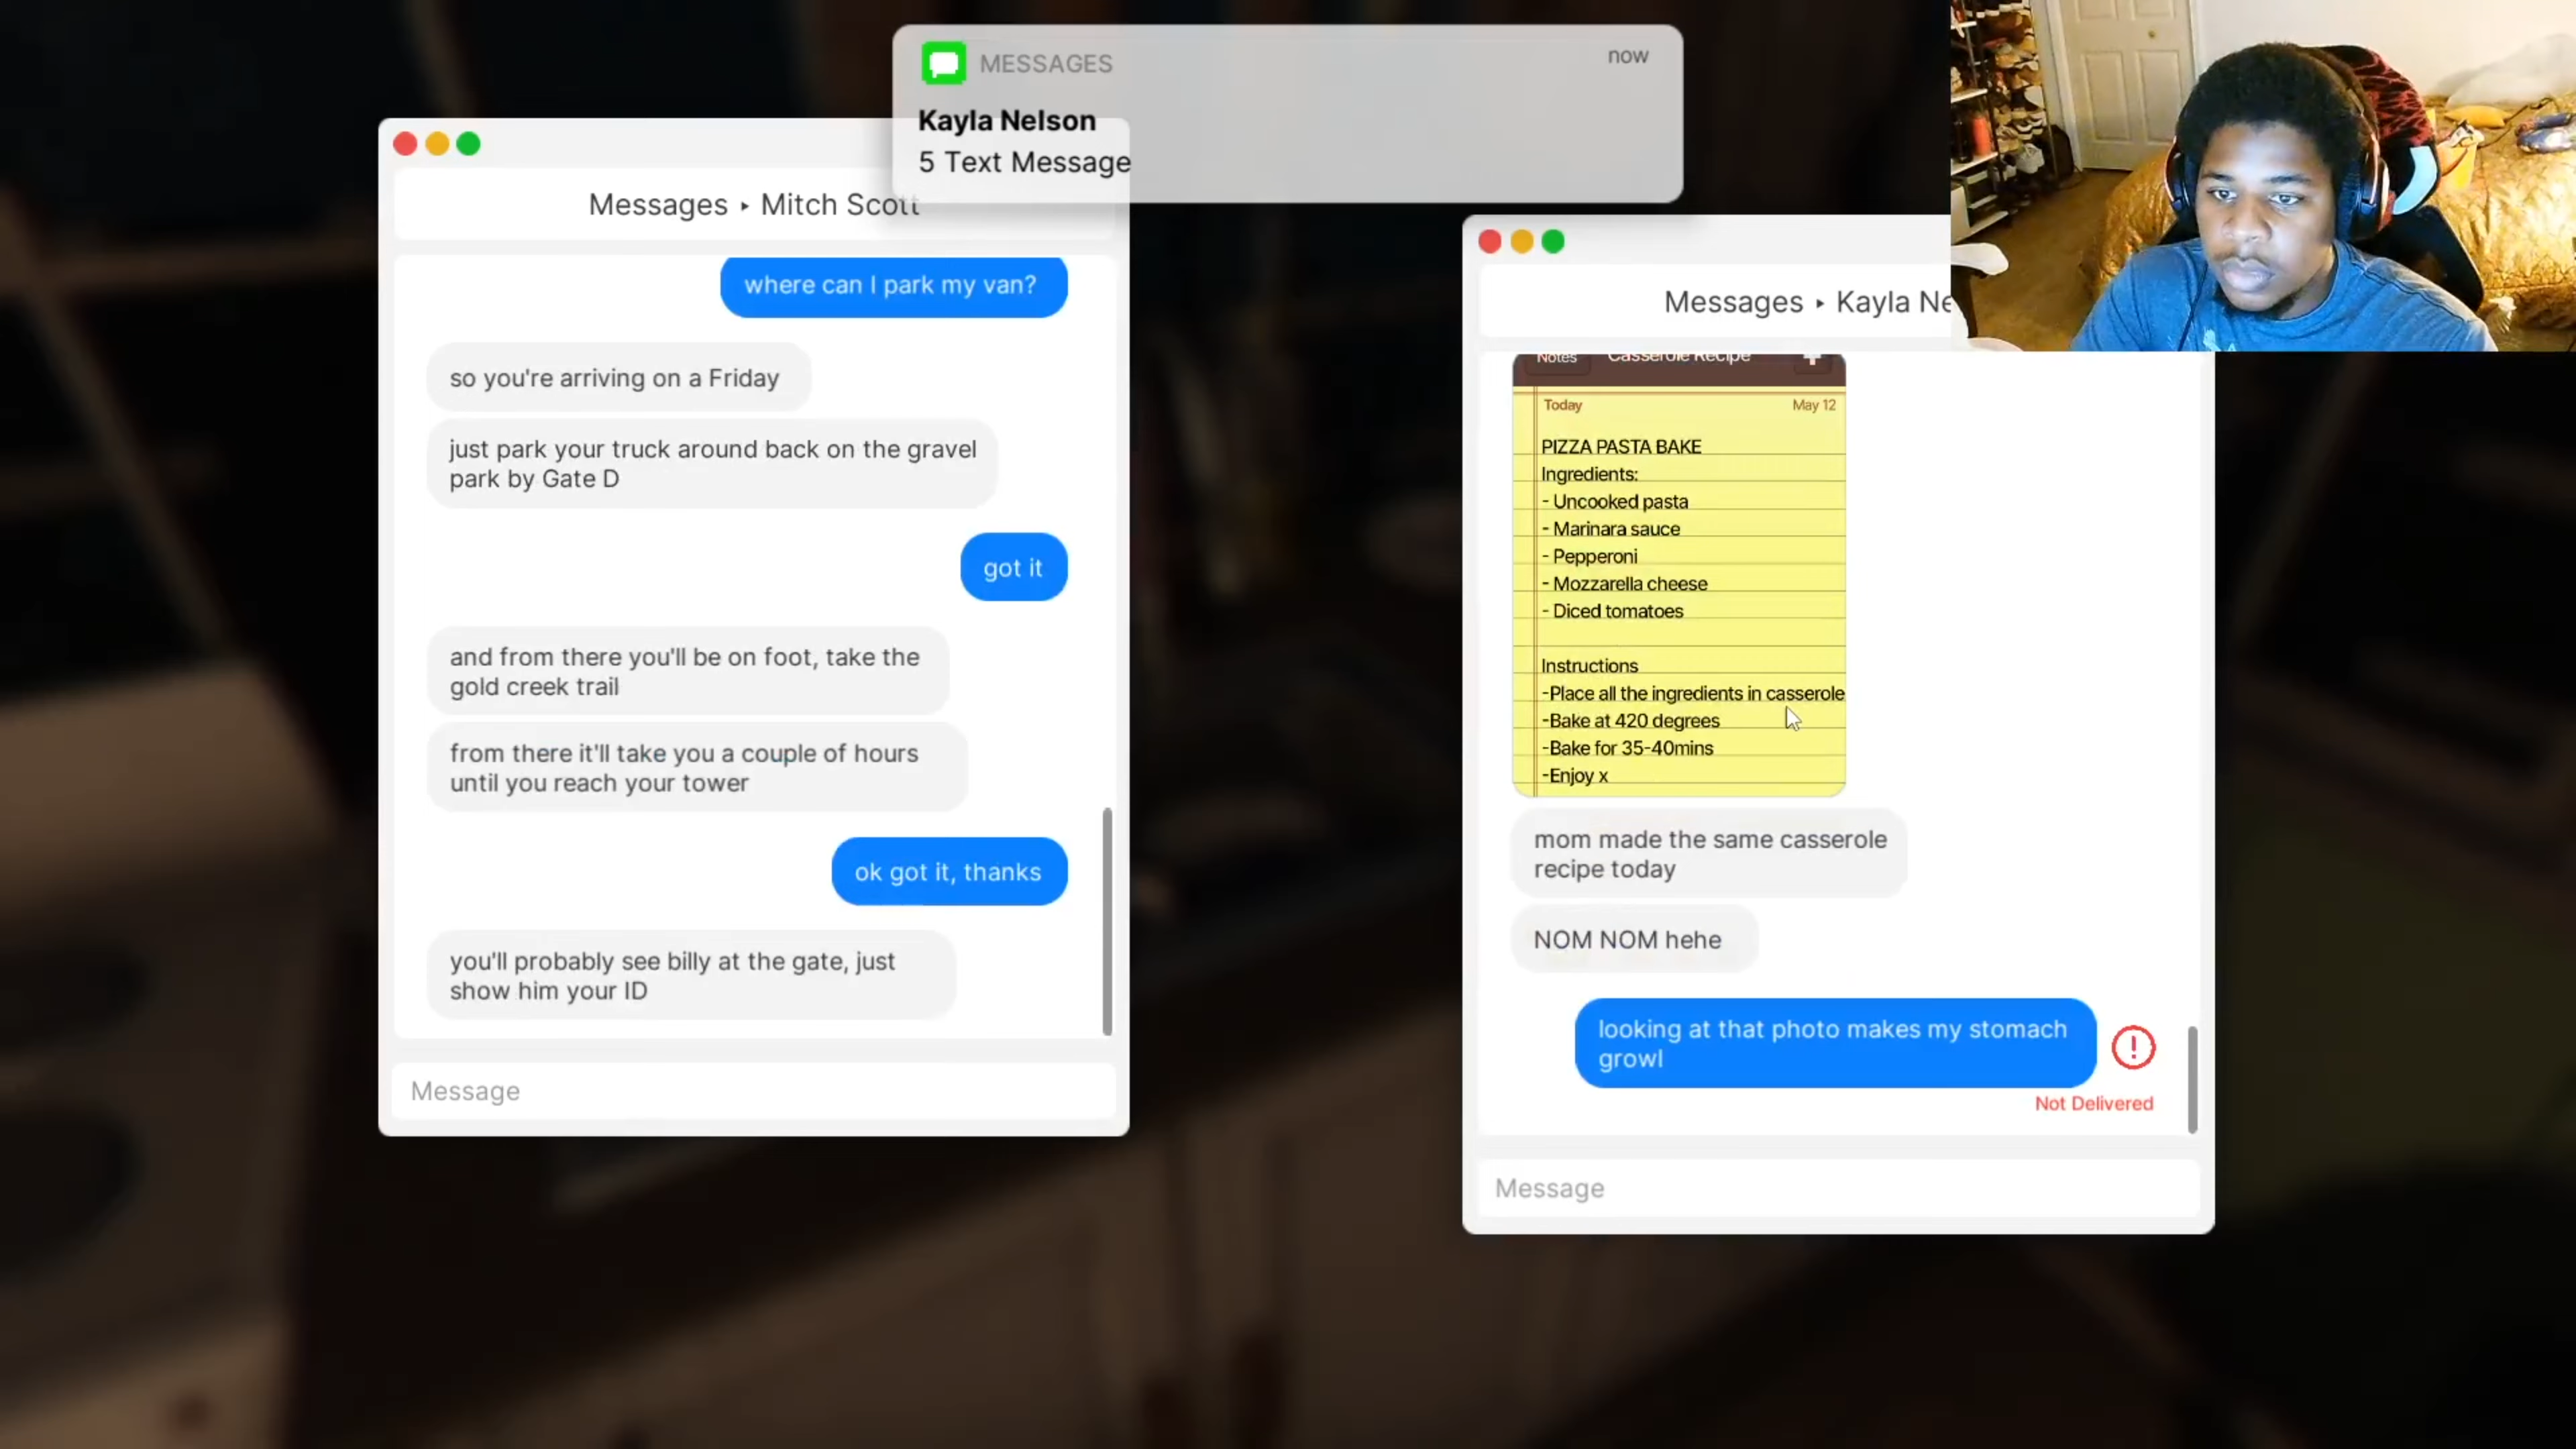 MESSAGES
now
Kayla Nelson
5 Text Message
Messages ▸ Mitch Scott
where can I park my van?
so you're arriving on a Friday
just park your truck around back on the gravel
park by Gate D
got it
and from there you'll be on foot, take the
gold creek trail
from there it'll take you a couple of hours
until you reach your tower
ok got it, thanks
you'll probably see billy at the gate, just
show him your ID
Message
Messages ▸ Kayla Ne
Notes
Casserole Recipe
Today
May 12
PIZZA PASTA BAKE
Ingredients:
- Uncooked pasta
- Marinara sauce
- Pepperoni
- Mozzarella cheese
- Diced tomatoes
Instructions
-Place all the ingredients in casserole
-Bake at 420 degrees
-Bake for 35-40mins
-Enjoy x
mom made the same casserole
recipe today
NOM NOM hehe
looking at that photo makes my stomach
growl
Not Delivered
Message